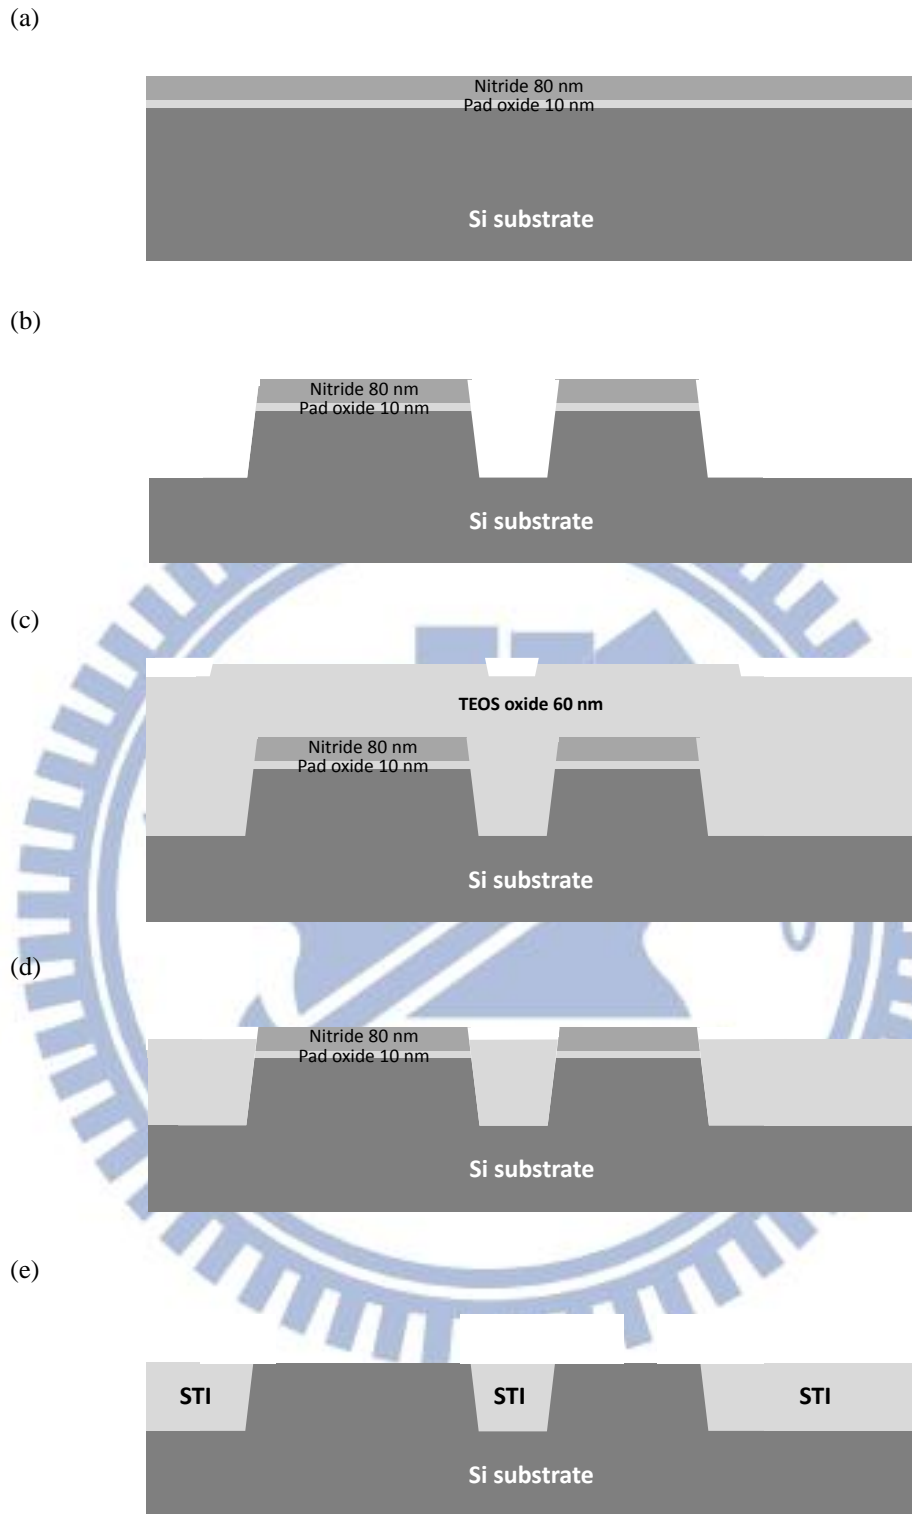 (a)
Nitride 80 nm
Pad oxide 10 nm
Si substrate
(b)
Nitride 80 nm
Pad oxide 10 nm
Si substrate
(c)
TEOS oxide 60 nm
Nitride 80 nm
Pad oxide 10 nm
Si substrate
(d)
Nitride 80 nm
Pad oxide 10 nm
Si substrate
(e)
STI STI STI
Si substrate